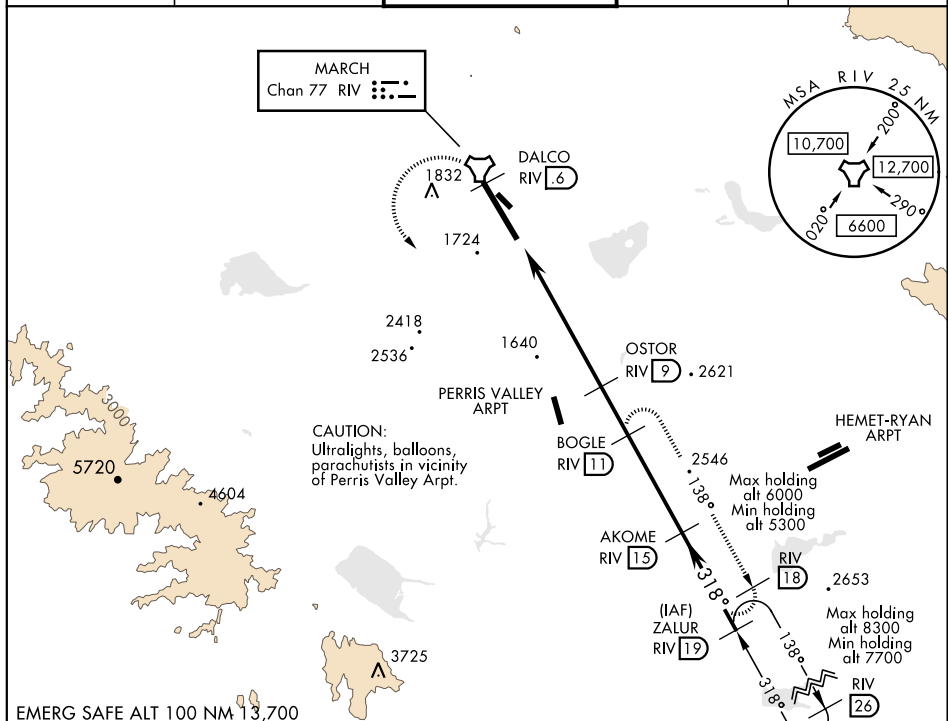 MARCH
Chan 77 RIV
DALCO
RIV .6
1832
1724
MSA RIV 25 NM
200°
10,700
12,700
290°
020°
6600
2418
2536
1640
OSTOR
RIV 9
2621
PERRIS VALLEY
ARPT
HEMET-RYAN
ARPT
BOGLE
RIV 11
CAUTION:
Ultralights, balloons,
parachutists in vicinity
of Perris Valley Arpt.
3000
5720
4604
2546
138°
Max holding
alt 6000
Min holding
alt 5300
AKOME
RIV 15
318°
RIV
18
2653
(IAF)
ZALUR
RIV 19
138°
Max holding
alt 8300
Min holding
alt 7700
318°
RIV
26
3725
EMERG SAFE ALT 100 NM 13,700